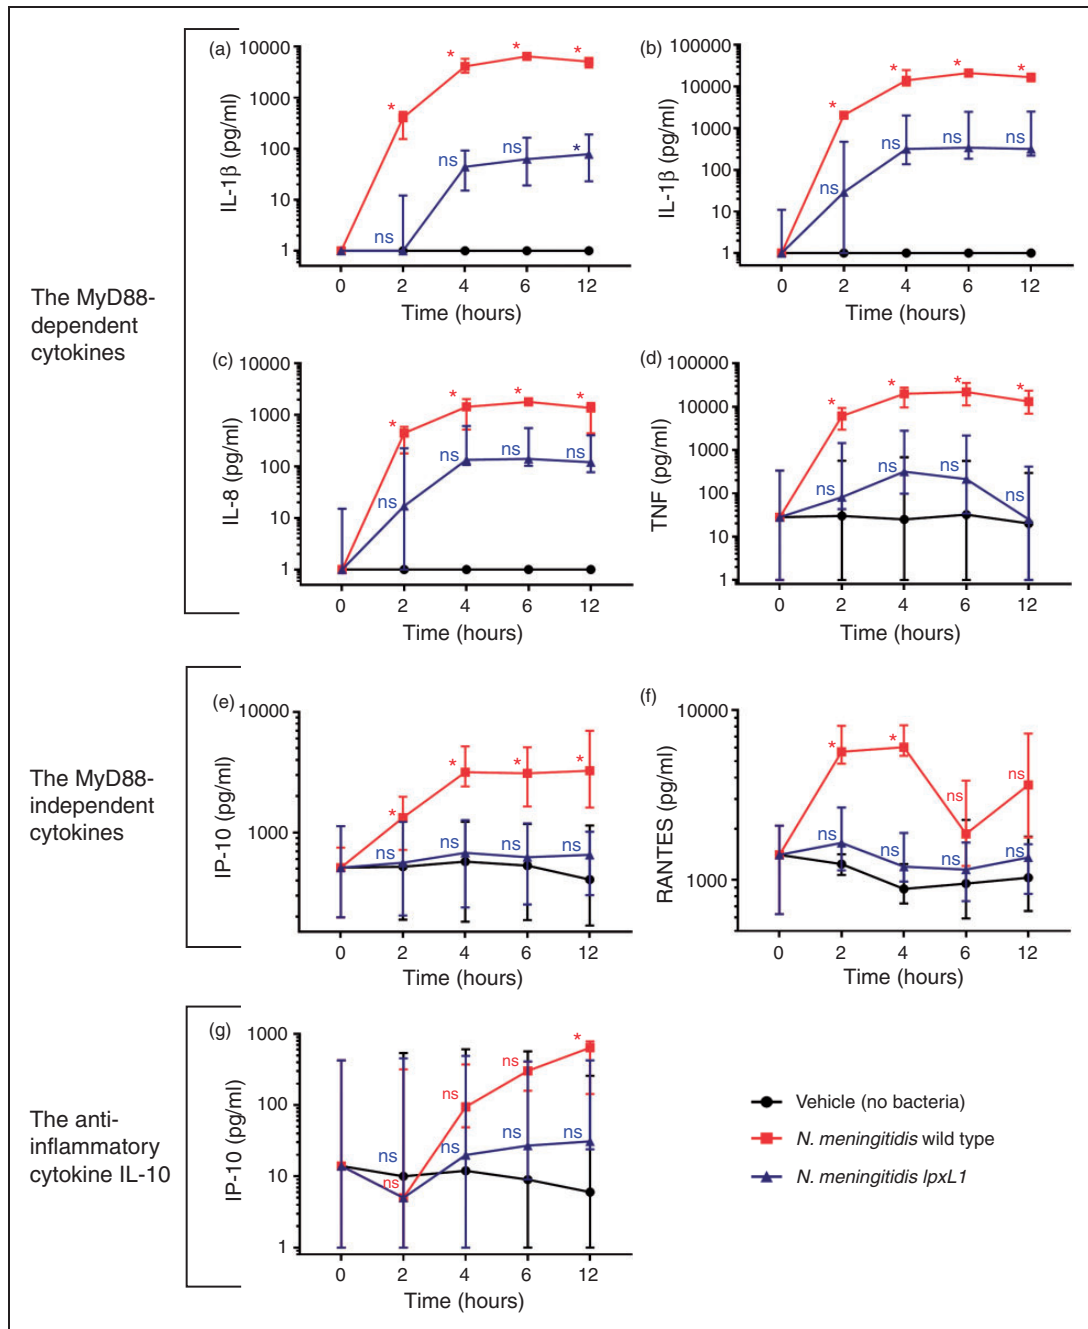 The MyD88-
dependent
cytokines
(a)
IL-1β (pg/ml)
10000
1000
100
10
1
* * * *
ns ns ns *
0 2 4 6 12
Time (hours)
(b)
IL-1β (pg/ml)
100000
10000
1000
100
10
1
* * * *
ns ns ns ns
0 2 4 6 12
Time (hours)
(c)
IL-8 (pg/ml)
10000
1000
100
10
1
* * * *
ns ns ns ns
0 2 4 6 12
Time (hours)
(d)
TNF (pg/ml)
100000
10000
1000
100
10
1
* * * *
ns ns ns ns
0 2 4 6 12
Time (hours)
The MyD88-
independent
cytokines
(e)
IP-10 (pg/ml)
10000
1000
* * * *
ns ns ns ns
0 2 4 6 12
Time (hours)
(f)
RANTES (pg/ml)
10000
1000
* * ns ns
ns ns ns ns
0 2 4 6 12
Time (hours)
The anti-
inflammatory
cytokine IL-10
(g)
IP-10 (pg/ml)
1000
100
10
1
ns ns ns *
ns ns ns ns
0 2 4 6 12
Time (hours)
Vehicle (no bacteria)
N. meningitidis wild type
N. meningitidis lpxL1